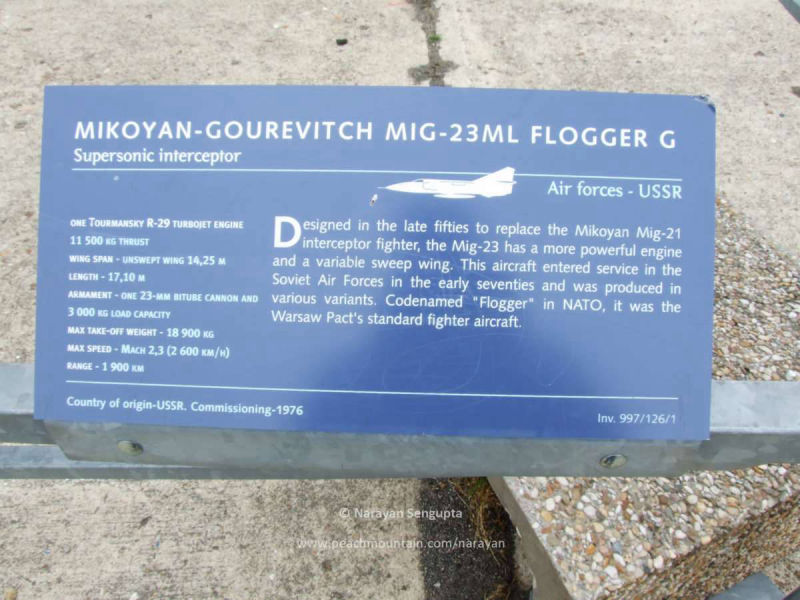 MIKOYAN-GOUREVITCH MIG-23ML FLOGGER G
Supersonic interceptor
Air forces - USSR
ONE TOURMANSKY R-29 TURBOJET ENGINE
11 500 KG THRUST
WING SPAN - UNSWEPT WING 14,25 M
LENGTH - 17,10 M
ARMAMENT - ONE 23-MM BITUBE CANNON AND
3 000 KG LOAD CAPACITY
MAX TAKE-OFF WEIGHT - 18 900 KG
MAX SPEED - MACH 2,3 (2 600 KM/H)
RANGE - 1 900 KM
Designed in the late fifties to replace the Mikoyan Mig-21
interceptor fighter, the Mig-23 has a more powerful engine
and a variable sweep wing. This aircraft entered service in the
Soviet Air Forces in the early seventies and was produced in
various variants. Codenamed "Flogger" in NATO, it was the
Warsaw Pact's standard fighter aircraft.
Country of origin-USSR. Commissioning-1976
Inv. 997/126/1
© Narayan Sengupta
www.peachmountain.com/narayan